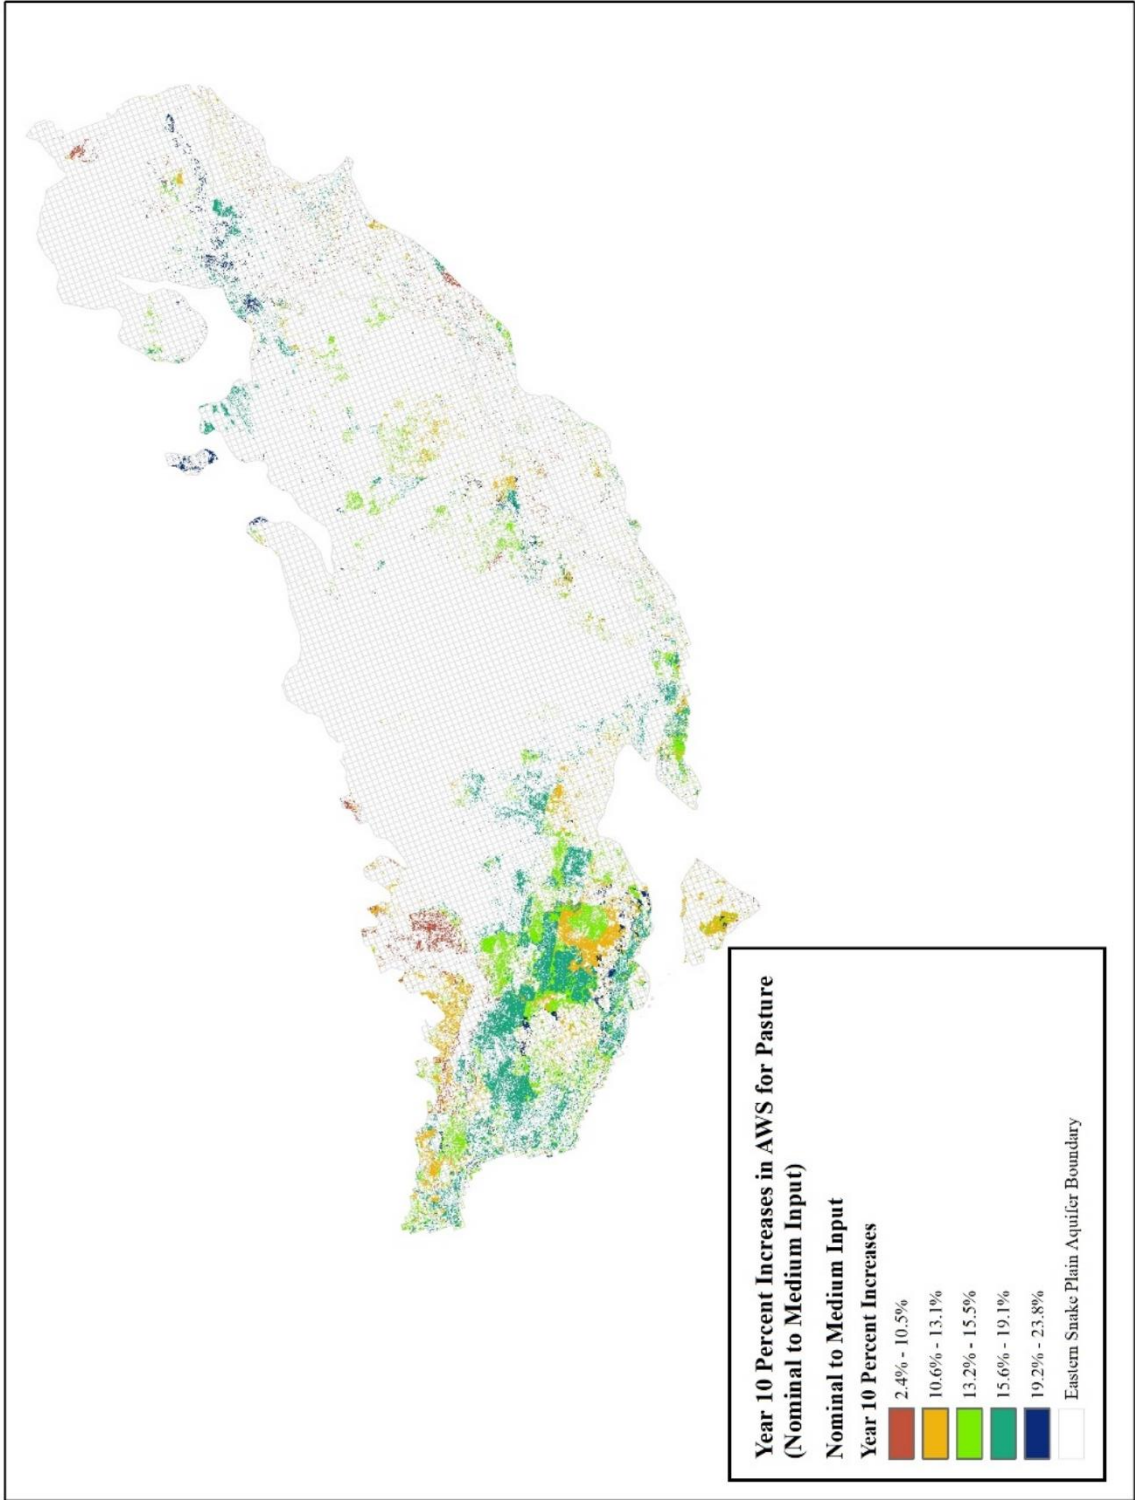 Year 10 Percent Increases in AWS for Pasture
(Nominal to Medium Input)
Nominal to Medium Input
Year 10 Percent Increases
2.4% - 10.5%
10.6% - 13.1%
13.2% - 15.5%
15.6% - 19.1%
19.2% - 23.8%
Eastern Snake Plain Aquifer Boundary